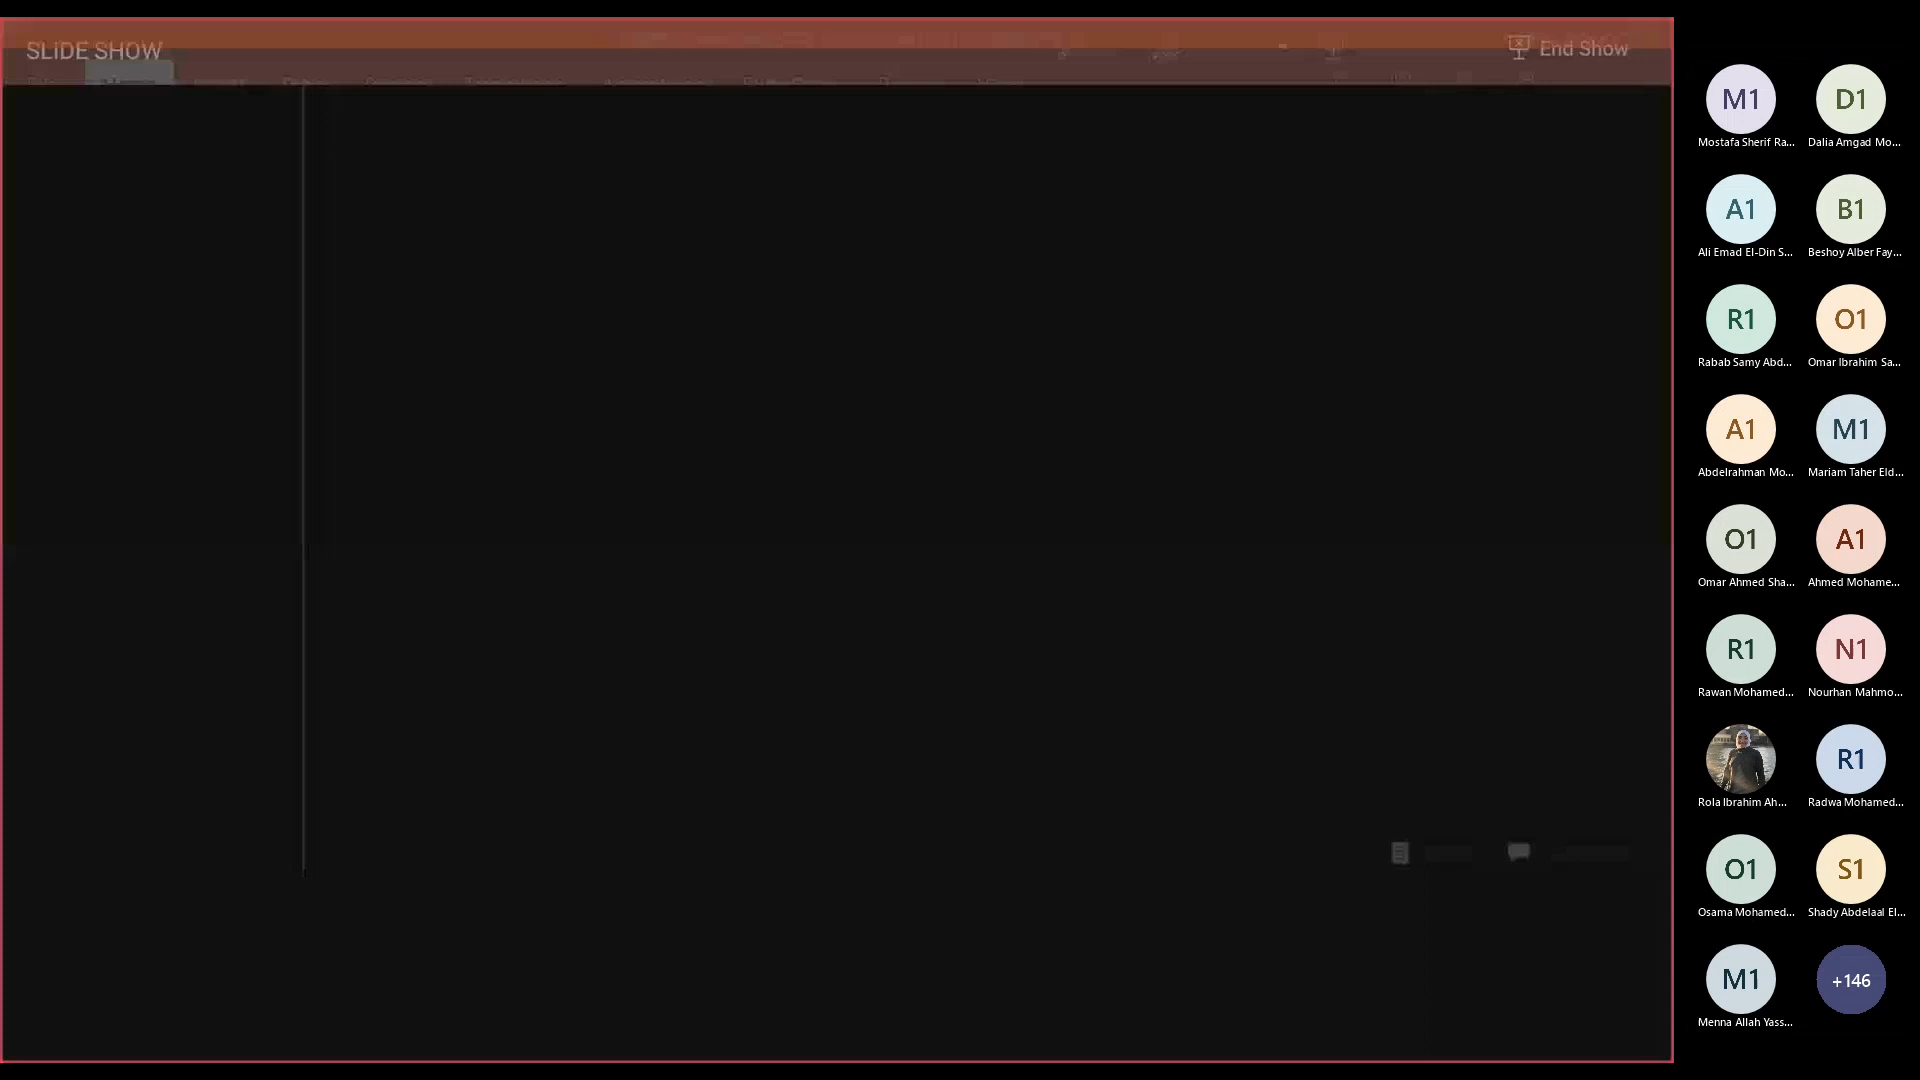 SLIDE SHOW
End Show
M1
D1
Mostafa Sherif Ra...
Dalia Amgad Mo...
A1
B1
Ali Emad El-Din S...
Beshoy Alber Fay...
R1
O1
Rabab Samy Abd...
Omar Ibrahim Sa...
A1
M1
Abdelrahman Mo...
Mariam Taher Eld...
O1
A1
Omar Ahmed Sha...
Ahmed Mohame...
R1
N1
Rawan Mohamed...
Nourhan Mahmo...
R1
Rola Ibrahim Ah...
Radwa Mohamed...
O1
S1
Osama Mohamed...
Shady Abdelaal El...
M1
+146
Menna Allah Yass...